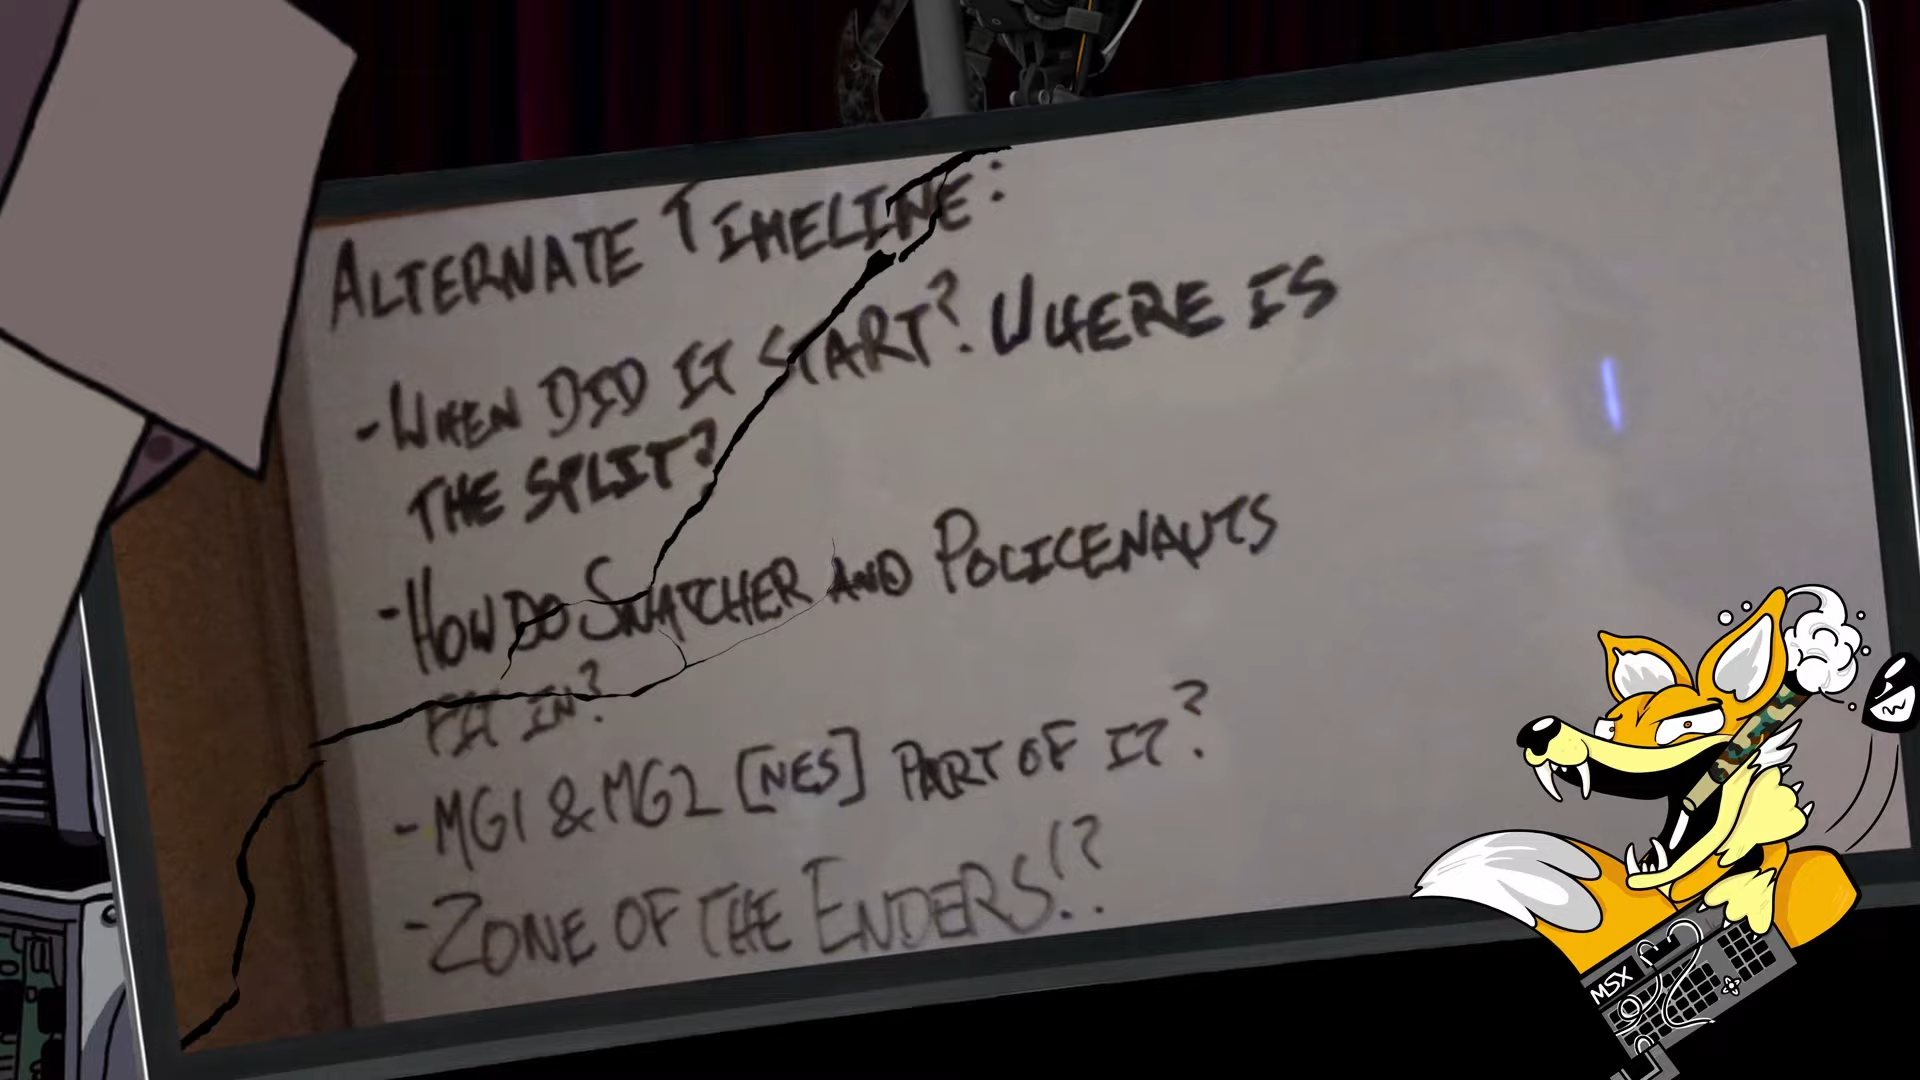 ALTERNATE TIMELINE:
-WHEN DID IT START? WHERE IS
THE SPLIT?
-HOW DO SNATCHER AND POLICENAUTS
FIT IN?
-MG1 & MG2 [NES] PART OF IT?
-ZONE OF THE ENDERS!?
MSX